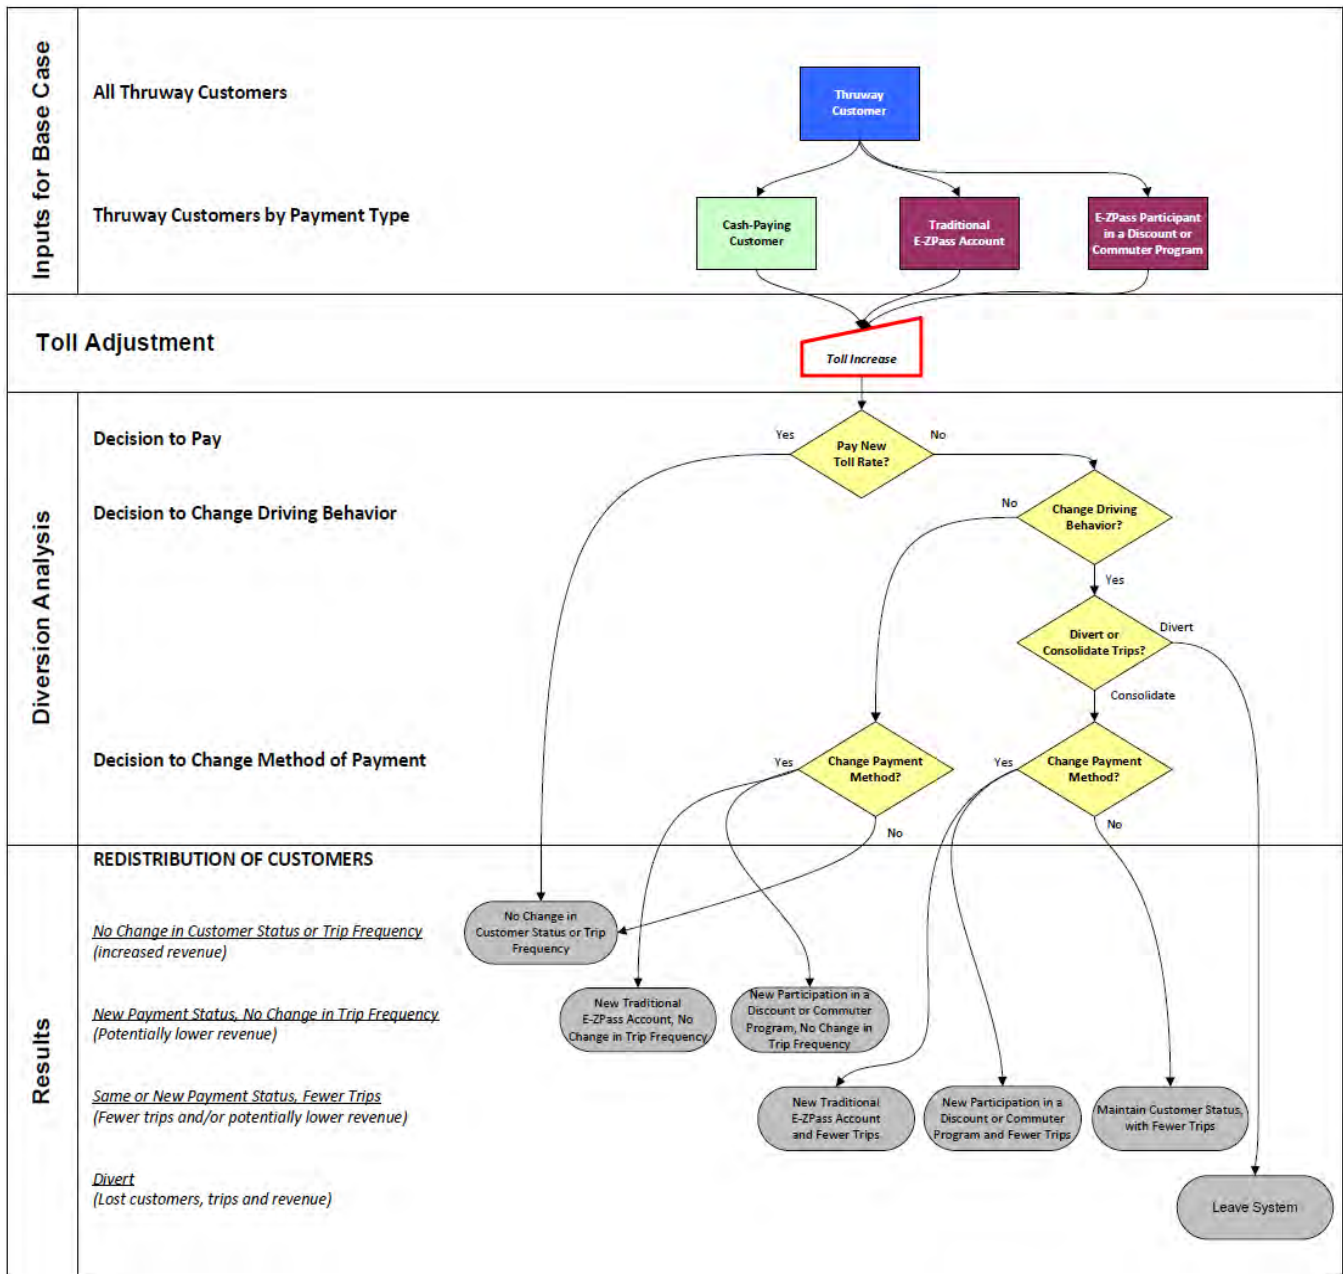 Inputs for Base Case
All Thruway Customers
Thruway
Customer
Thruway Customers by Payment Type
Cash-Paying
Customer
Traditional
E-ZPass Account
E-ZPass Participant
in a Discount or
Commuter Program
Toll Adjustment
Toll Increase
Diversion Analysis
Decision to Pay
Yes
Pay New
Toll Rate?
No
Decision to Change Driving Behavior
No
Change Driving
Behavior?
Yes
Divert or
Consolidate Trips?
Divert
Consolidate
Decision to Change Method of Payment
Yes
Change Payment
Method?
No
Yes
Change Payment
Method?
No
Results
REDISTRIBUTION OF CUSTOMERS
No Change in Customer Status or Trip Frequency
(increased revenue)
No Change in
Customer Status or Trip
Frequency
New Payment Status, No Change in Trip Frequency
(Potentially lower revenue)
New Traditional
E-ZPass Account, No
Change in Trip Frequency
New Participation in a
Discount or Commuter
Program, No Change in
Trip Frequency
Same or New Payment Status, Fewer Trips
(Fewer trips and/or potentially lower revenue)
New Traditional
E-ZPass Account
and Fewer Trips
New Participation in a
Discount or Commuter
Program and Fewer Trips
Maintain Customer Status,
with Fewer Trips
Divert
(Lost customers, trips and revenue)
Leave System